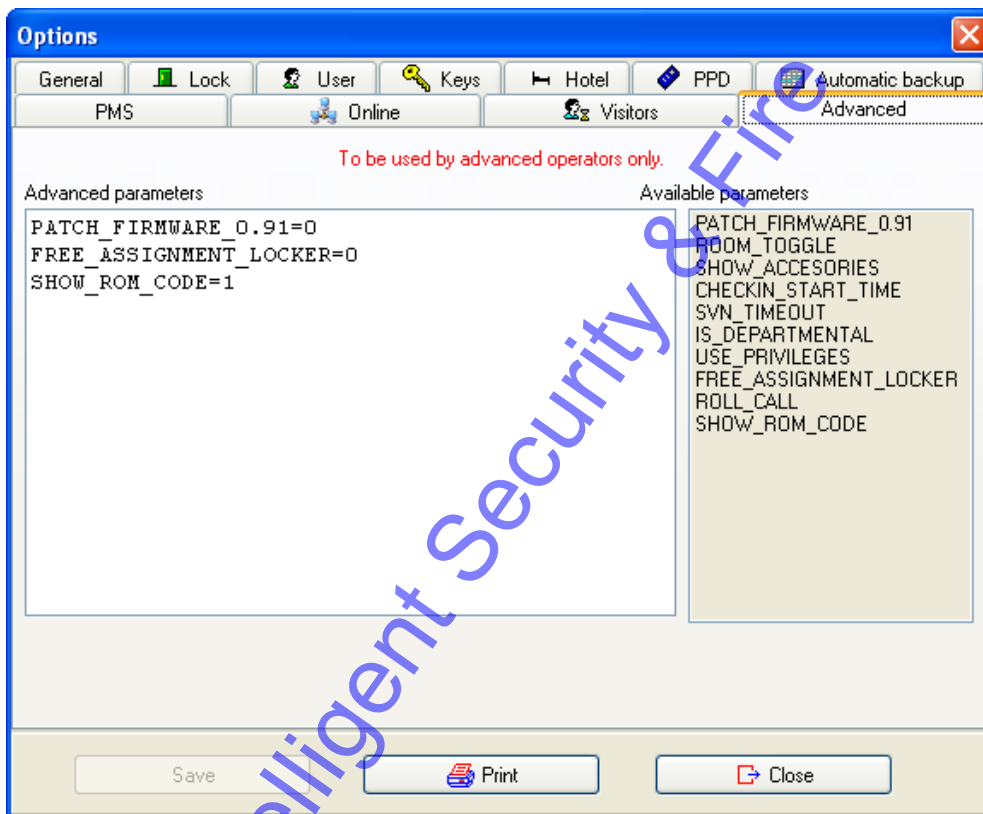 Options
General Lock User Keys Hotel PPD Automatic backup
PMS Online Visitors Advanced
To be used by advanced operators only.
Advanced parameters Available parameters
PATCH_FIRMWARE_0.91=0
FREE_ASSIGNMENT_LOCKER=0
SHOW_ROM_CODE=1
PATCH_FIRMWARE_0.91
ROOM_TOGGLE
SHOW_ACCESORIES
CHECKIN_START_TIME
SVN_TIMEOUT
IS_DEPARTMENTAL
USE_PRIVILEGES
FREE_ASSIGNMENT_LOCKER
ROLL_CALL
SHOW_ROM_CODE
Save Print Close
elligent Security & Fire